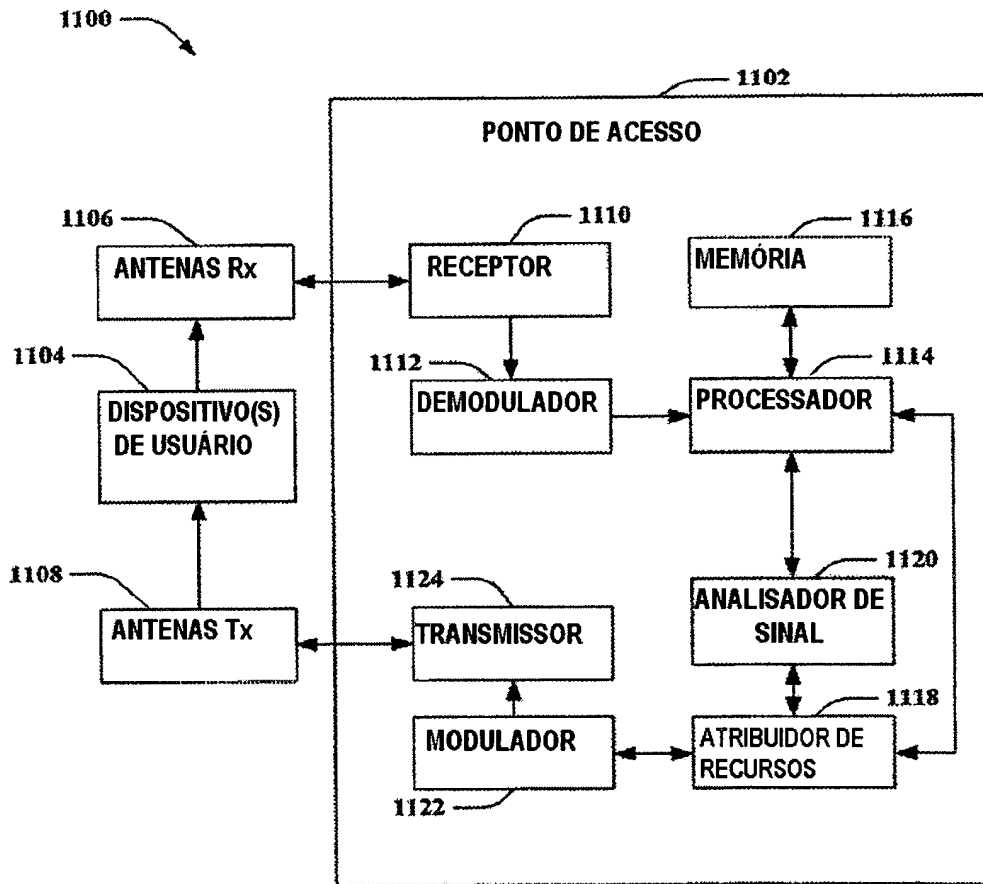 1100
1102
PONTO DE ACESSO
1106
ANTENAS Rx
1110
RECEPTOR
1116
MEMÓRIA
1104
DISPOSITIVO(S)
DE USUÁRIO
1112
DEMODULADOR
1114
PROCESSADOR
1108
ANTENAS Tx
1124
TRANSMISSOR
1120
ANALISADOR DE
SINAL
1118
MODULADOR
1122
ATRIBUIDOR DE
RECURSOS